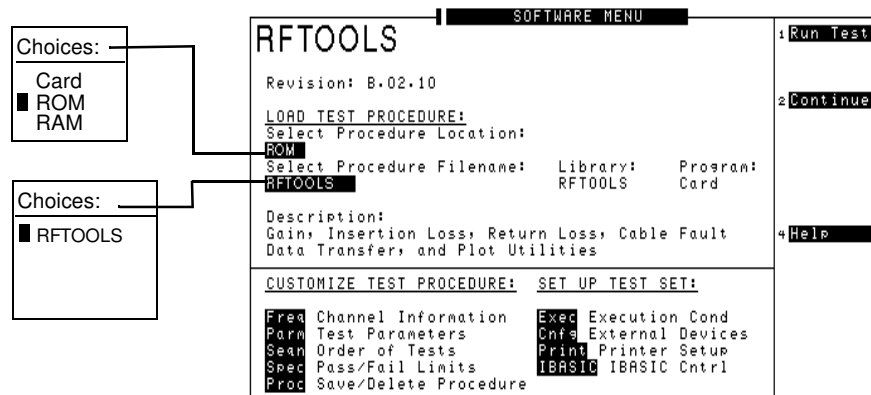 SOFTWARE MENU
RFTOOLS
Revision: B.02.10
LOAD TEST PROCEDURE:
Select Procedure Location:
ROM
Select Procedure Filename: Library: Program:
RFTOOLS RFTOOLS Card
Description:
Gain, Insertion Loss, Return Loss, Cable Fault
Data Transfer, and Plot Utilities
CUSTOMIZE TEST PROCEDURE: SET UP TEST SET:
Freq Channel Information Exec Execution Cond
Parm Test Parameters Cnfg External Devices
Seqn Order of Tests Print Printer Setup
Spec Pass/Fail Limits IBASIC IBASIC Cntrl
Proc Save/Delete Procedure
1 Run Test
2 Continue
4 Help
Choices:
Card
ROM
RAM
Choices:
RFTOOLS